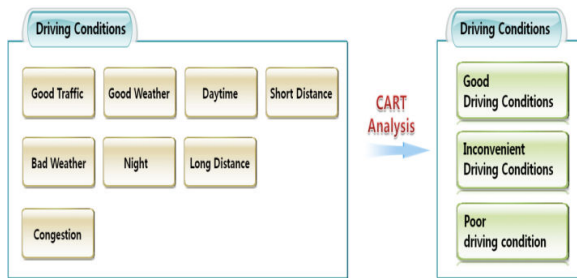 Driving Conditions
Good Traffic
Good Weather
Daytime
Short Distance
Bad Weather
Night
Long Distance
Congestion
CART
Analysis
Driving Conditions
Good
Driving Conditions
Inconvenient
Driving Conditions
Poor
driving condition